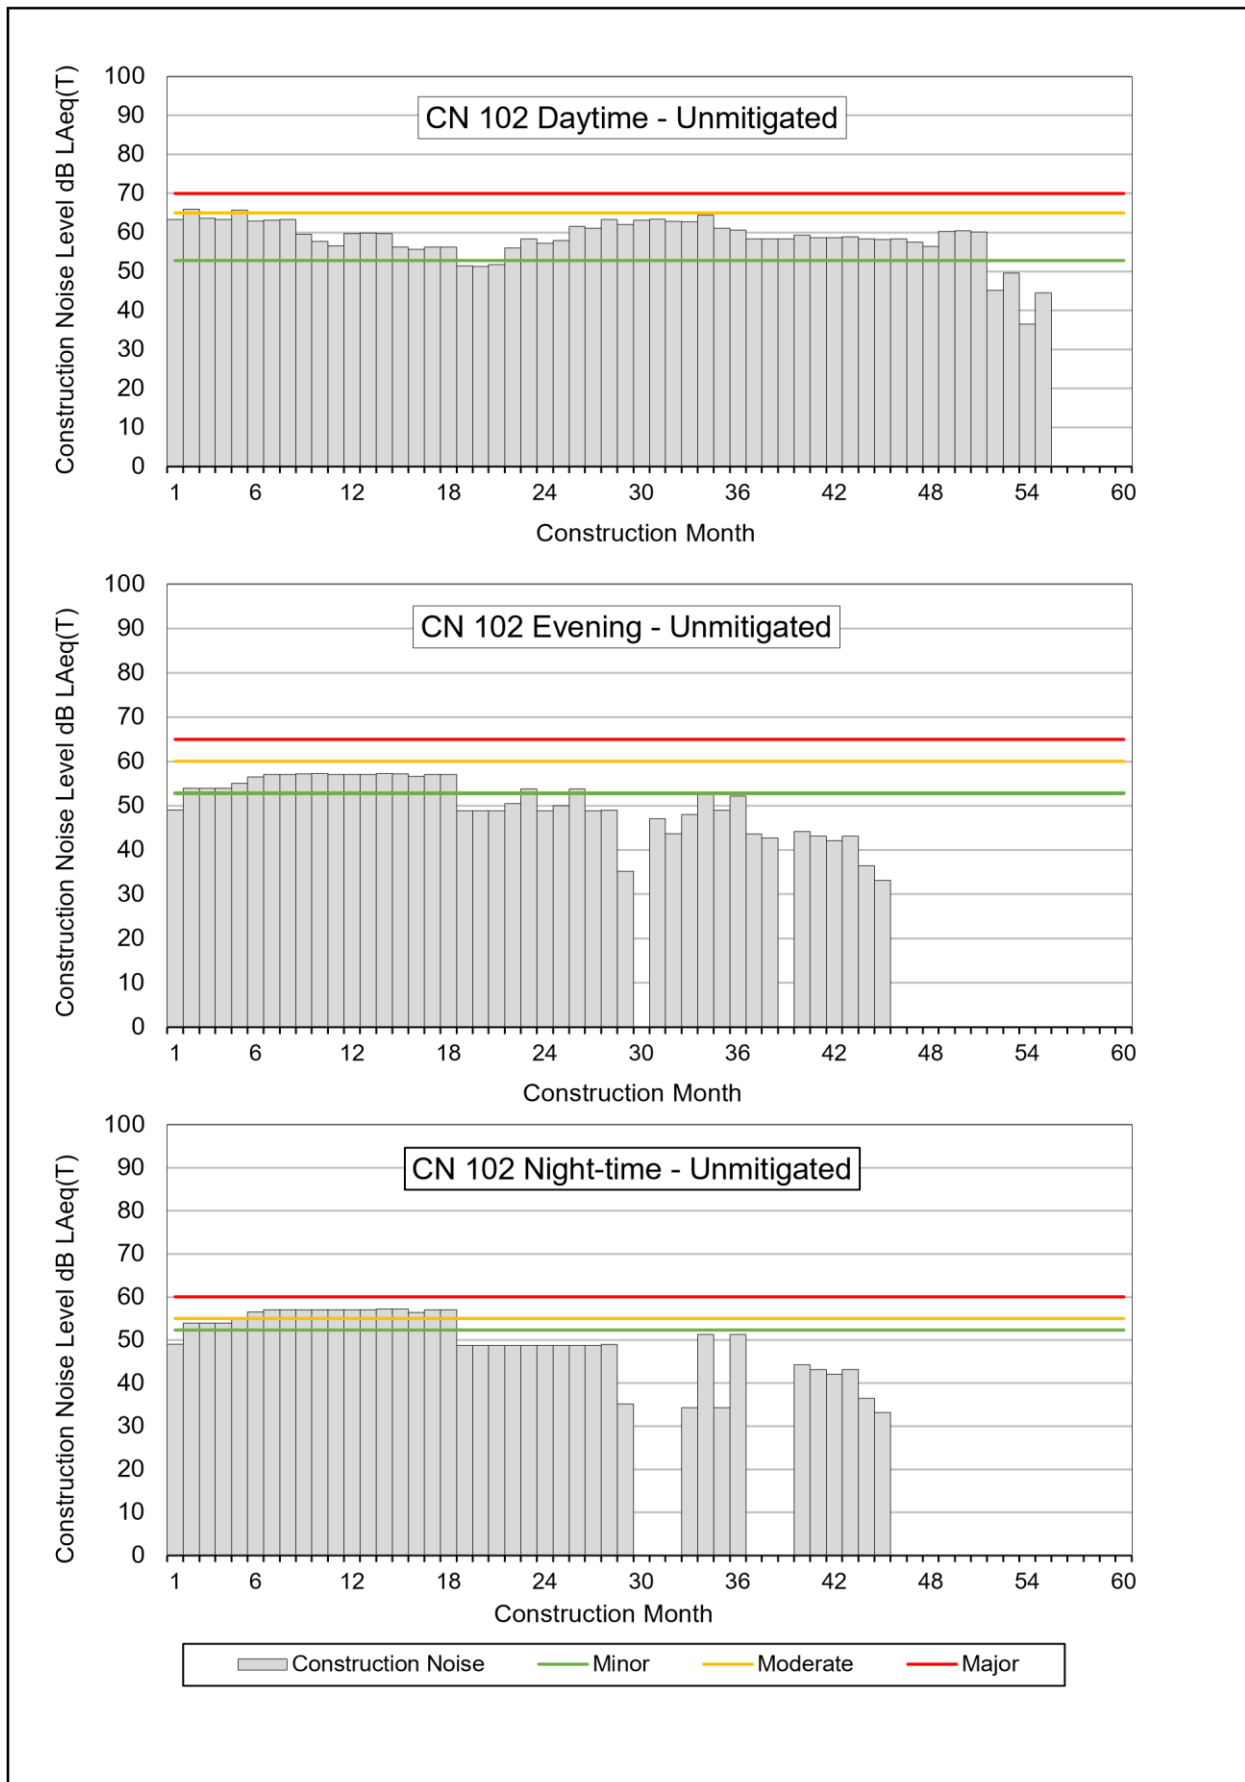 CN 102 Daytime - Unmitigated
Construction Noise Level dB LAeq(T)
100
90
80
70
60
50
40
30
20
10
0
1 6 12 18 24 30 36 42 48 54 60
Construction Month
CN 102 Evening - Unmitigated
Construction Noise Level dB LAeq(T)
100
90
80
70
60
50
40
30
20
10
0
1 6 12 18 24 30 36 42 48 54 60
Construction Month
CN 102 Night-time - Unmitigated
Construction Noise Level dB LAeq(T)
100
90
80
70
60
50
40
30
20
10
0
1 6 12 18 24 30 36 42 48 54 60
Construction Month
Construction Noise Minor Moderate Major